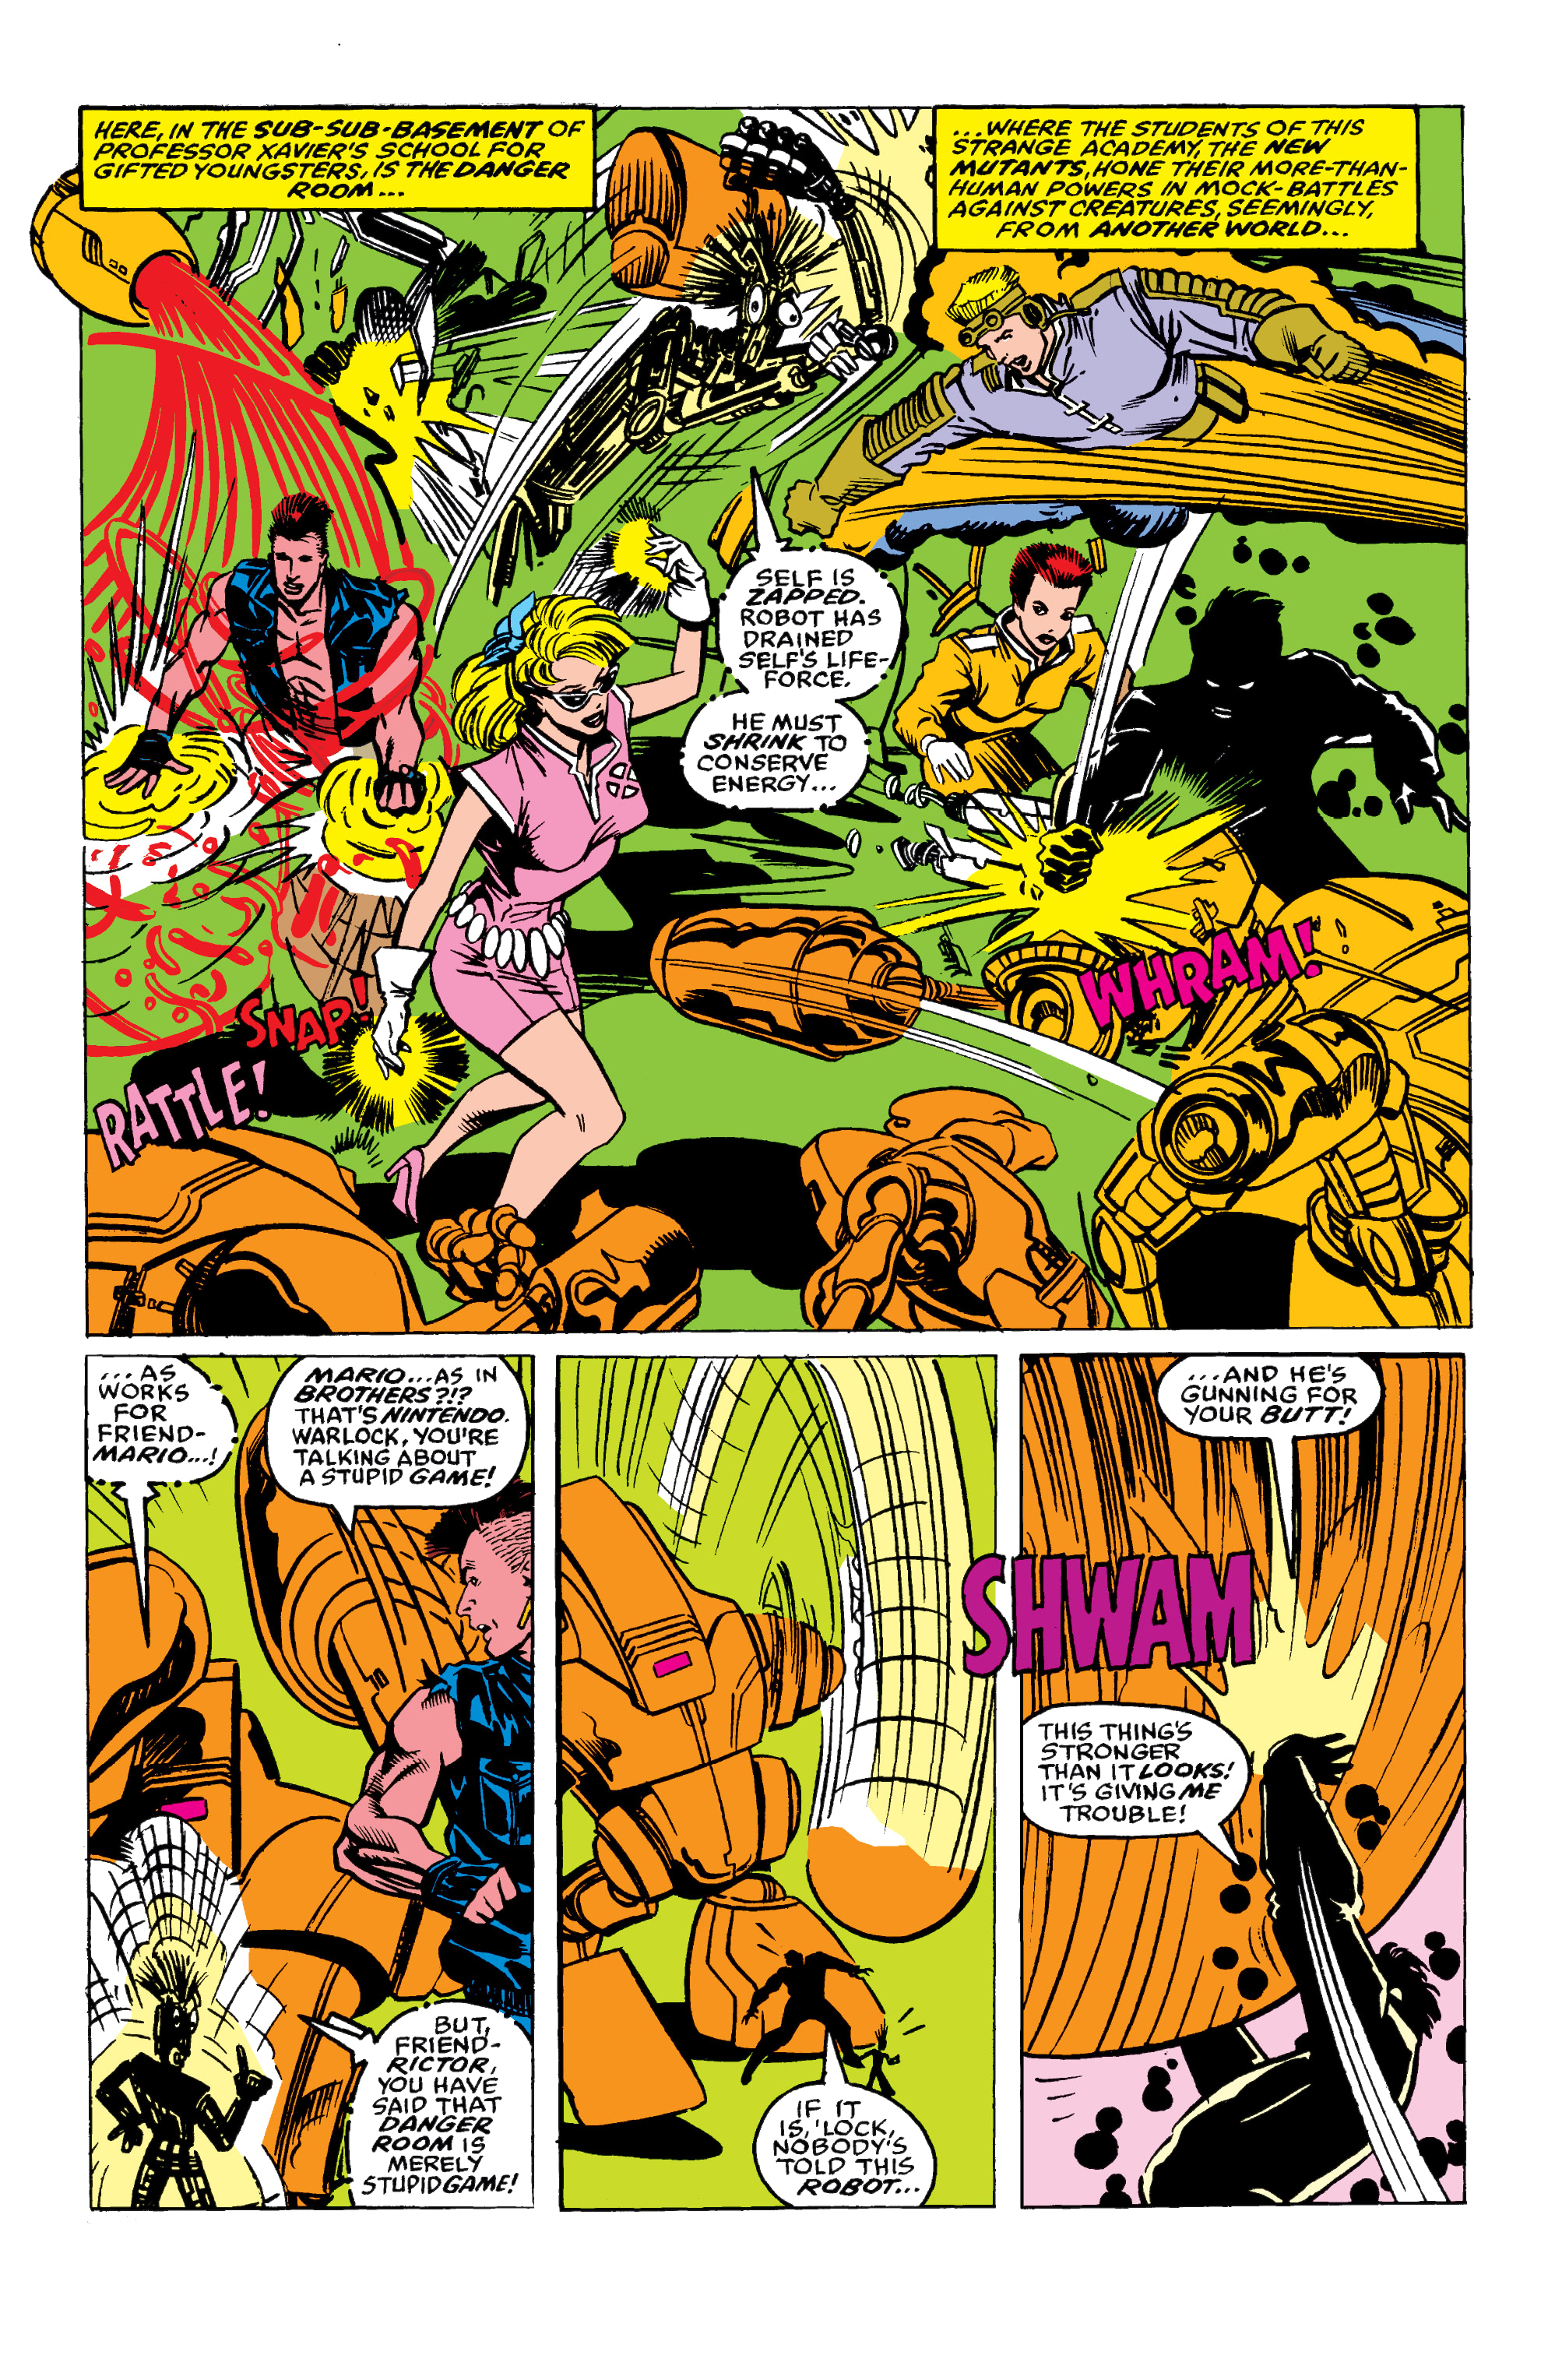 HERE, IN THE SUB-SUB-BASEMENT OF
PROFESSOR XAVIER'S SCHOOL FOR
GIFTED YOUNGSTERS, IS THE DANGER
ROOM...
...WHERE THE STUDENTS OF THIS
STRANGE ACADEMY, THE NEW
MUTANTS, HONE THEIR MORE-THAN-
HUMAN POWERS IN MOCK-BATTLES
AGAINST CREATURES, SEEMINGLY,
FROM ANOTHER WORLD...
SELF IS
ZAPPED.
ROBOT HAS
DRAINED
SELF'S LIFE-
FORCE.
HE MUST
SHRINK TO
CONSERVE
ENERGY...
WHRAM!
SNAP!
RATTLE!
...AS
WORKS
FOR
FRIEND-
MARIO...!
MARIO...AS IN
BROTHERS?!?
THAT'S NINTENDO.
WARLOCK, YOU'RE
TALKING ABOUT
A STUPID GAME!
BUT,
FRIEND-
RICTOR,
YOU HAVE
SAID THAT
DANGER
ROOM IS
MERELY
STUPID GAME!
IF IT
IS, 'LOCK,
NOBODY'S
TOLD THIS
ROBOT...
...AND HE'S
GUNNING FOR
YOUR BUTT!
SHWAM
THIS THING'S
STRONGER
THAN IT LOOKS!
IT'S GIVING ME
TROUBLE!